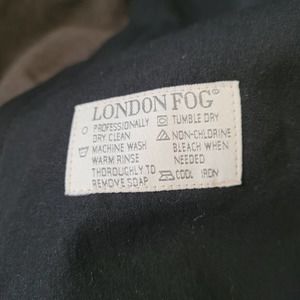 LONDON FOG®
PROFESSIONALLY DRY CLEAN
MACHINE WASH WARM RINSE THOROUGHLY TO REMOVE SOAP
TUMBLE DRY
NON-CHLORINE BLEACH WHEN NEEDED
COOL IRON